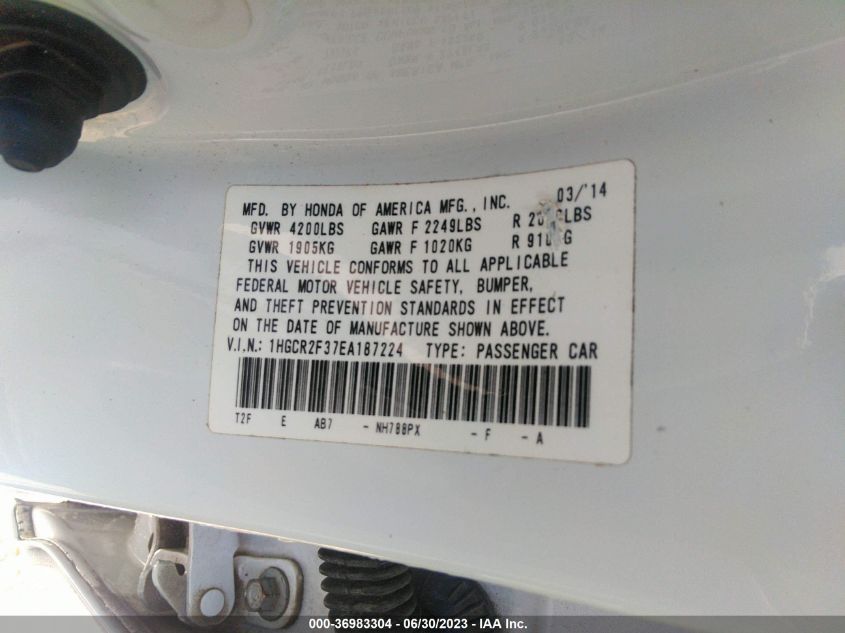 03/'14
MFD. BY HONDA OF AMERICA MFG., INC.
GVWR 4200LBS GAWR F 2249LBS R
GVWR 1905KG GAWR F 1020KG R
THIS VEHICLE CONFORMS TO ALL APPLICABLE
FEDERAL MOTOR VEHICLE SAFETY, BUMPER,
AND THEFT PREVENTION STANDARDS IN EFFECT
ON THE DATE OF MANUFACTURE SHOWN ABOVE.
V.I.N.: 1HGCR2F37EA187224 TYPE: PASSENGER CAR
T2F E AB7 - NH788PX - F - A
000-36983304 - 06/30/2023 - IAA Inc.